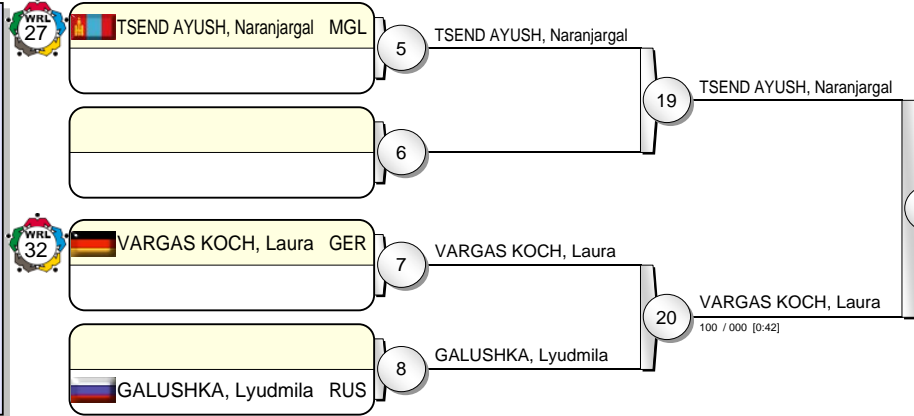 WRL
27
TSEND AYUSH, Naranjargal MGL
5
TSEND AYUSH, Naranjargal
19
TSEND AYUSH, Naranjargal
6
WRL
32
VARGAS KOCH, Laura GER
7
VARGAS KOCH, Laura
20
VARGAS KOCH, Laura
100 / 000 [0:42]
8
GALUSHKA, Lyudmila
GALUSHKA, Lyudmila RUS